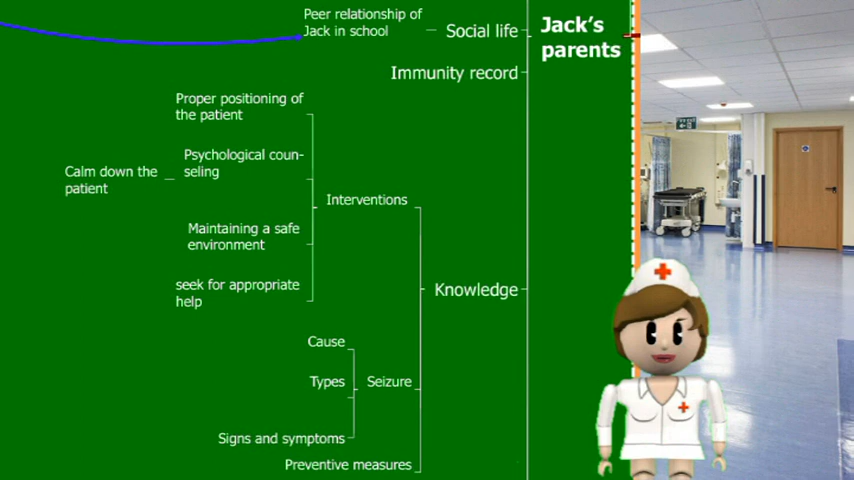 Peer relationship of
Jack in school
Social life
Jack's
parents
Immunity record
Proper positioning of
the patient
Psychological coun-
seling
Calm down the
patient
Interventions
Maintaining a safe
environment
seek for appropriate
help
Knowledge
Cause
Types
Seizure
Signs and symptoms
Preventive measures